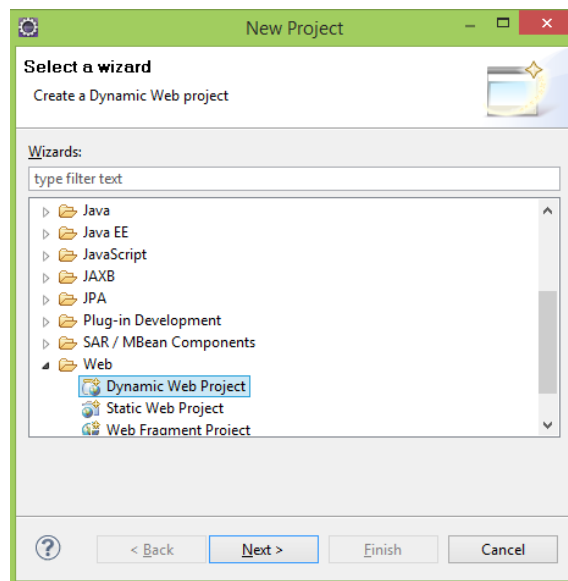 New Project
Select a wizard
Create a Dynamic Web project
Wizards:
type filter text
Java
Java EE
JavaScript
JAXB
JPA
Plug-in Development
SAR / MBean Components
Web
Dynamic Web Project
Static Web Project
Web Fragment Project
? < Back Next > Finish Cancel